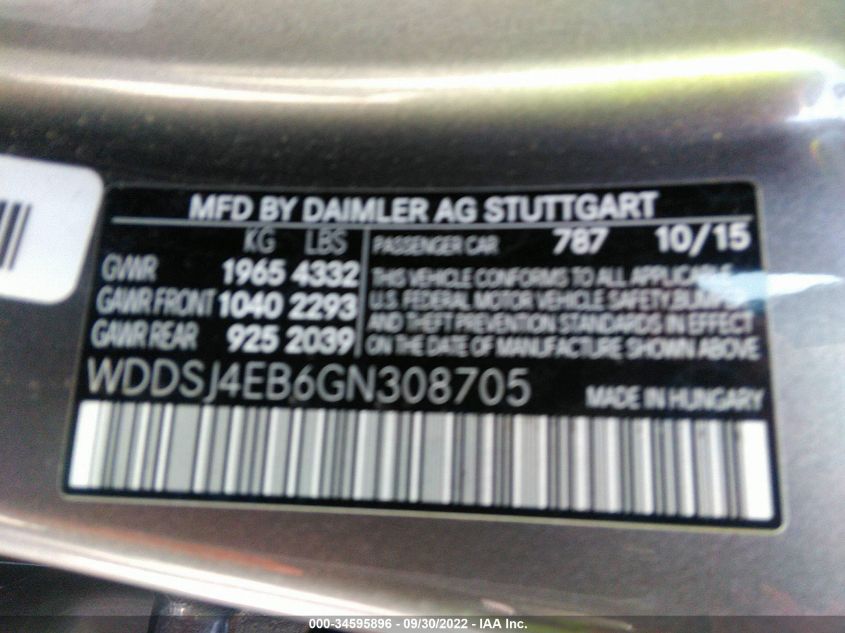 MFD BY DAIMLER AG STUTTGART
KG LBS
GVWR 1965 4332
GAWR FRONT 1040 2293
GAWR REAR 925 2039
PASSENGER CAR 787 10/15
THIS VEHICLE CONFORMS TO ALL APPLICABLE
U.S. FEDERAL MOTOR VEHICLE SAFETY, BUMPER
AND THEFT PREVENTION STANDARDS IN EFFECT
ON THE DATE OF MANUFACTURE SHOWN ABOVE
WDDSJ4EB6GN308705
MADE IN HUNGARY
000-34595896 - 09/30/2022 - IAA Inc.